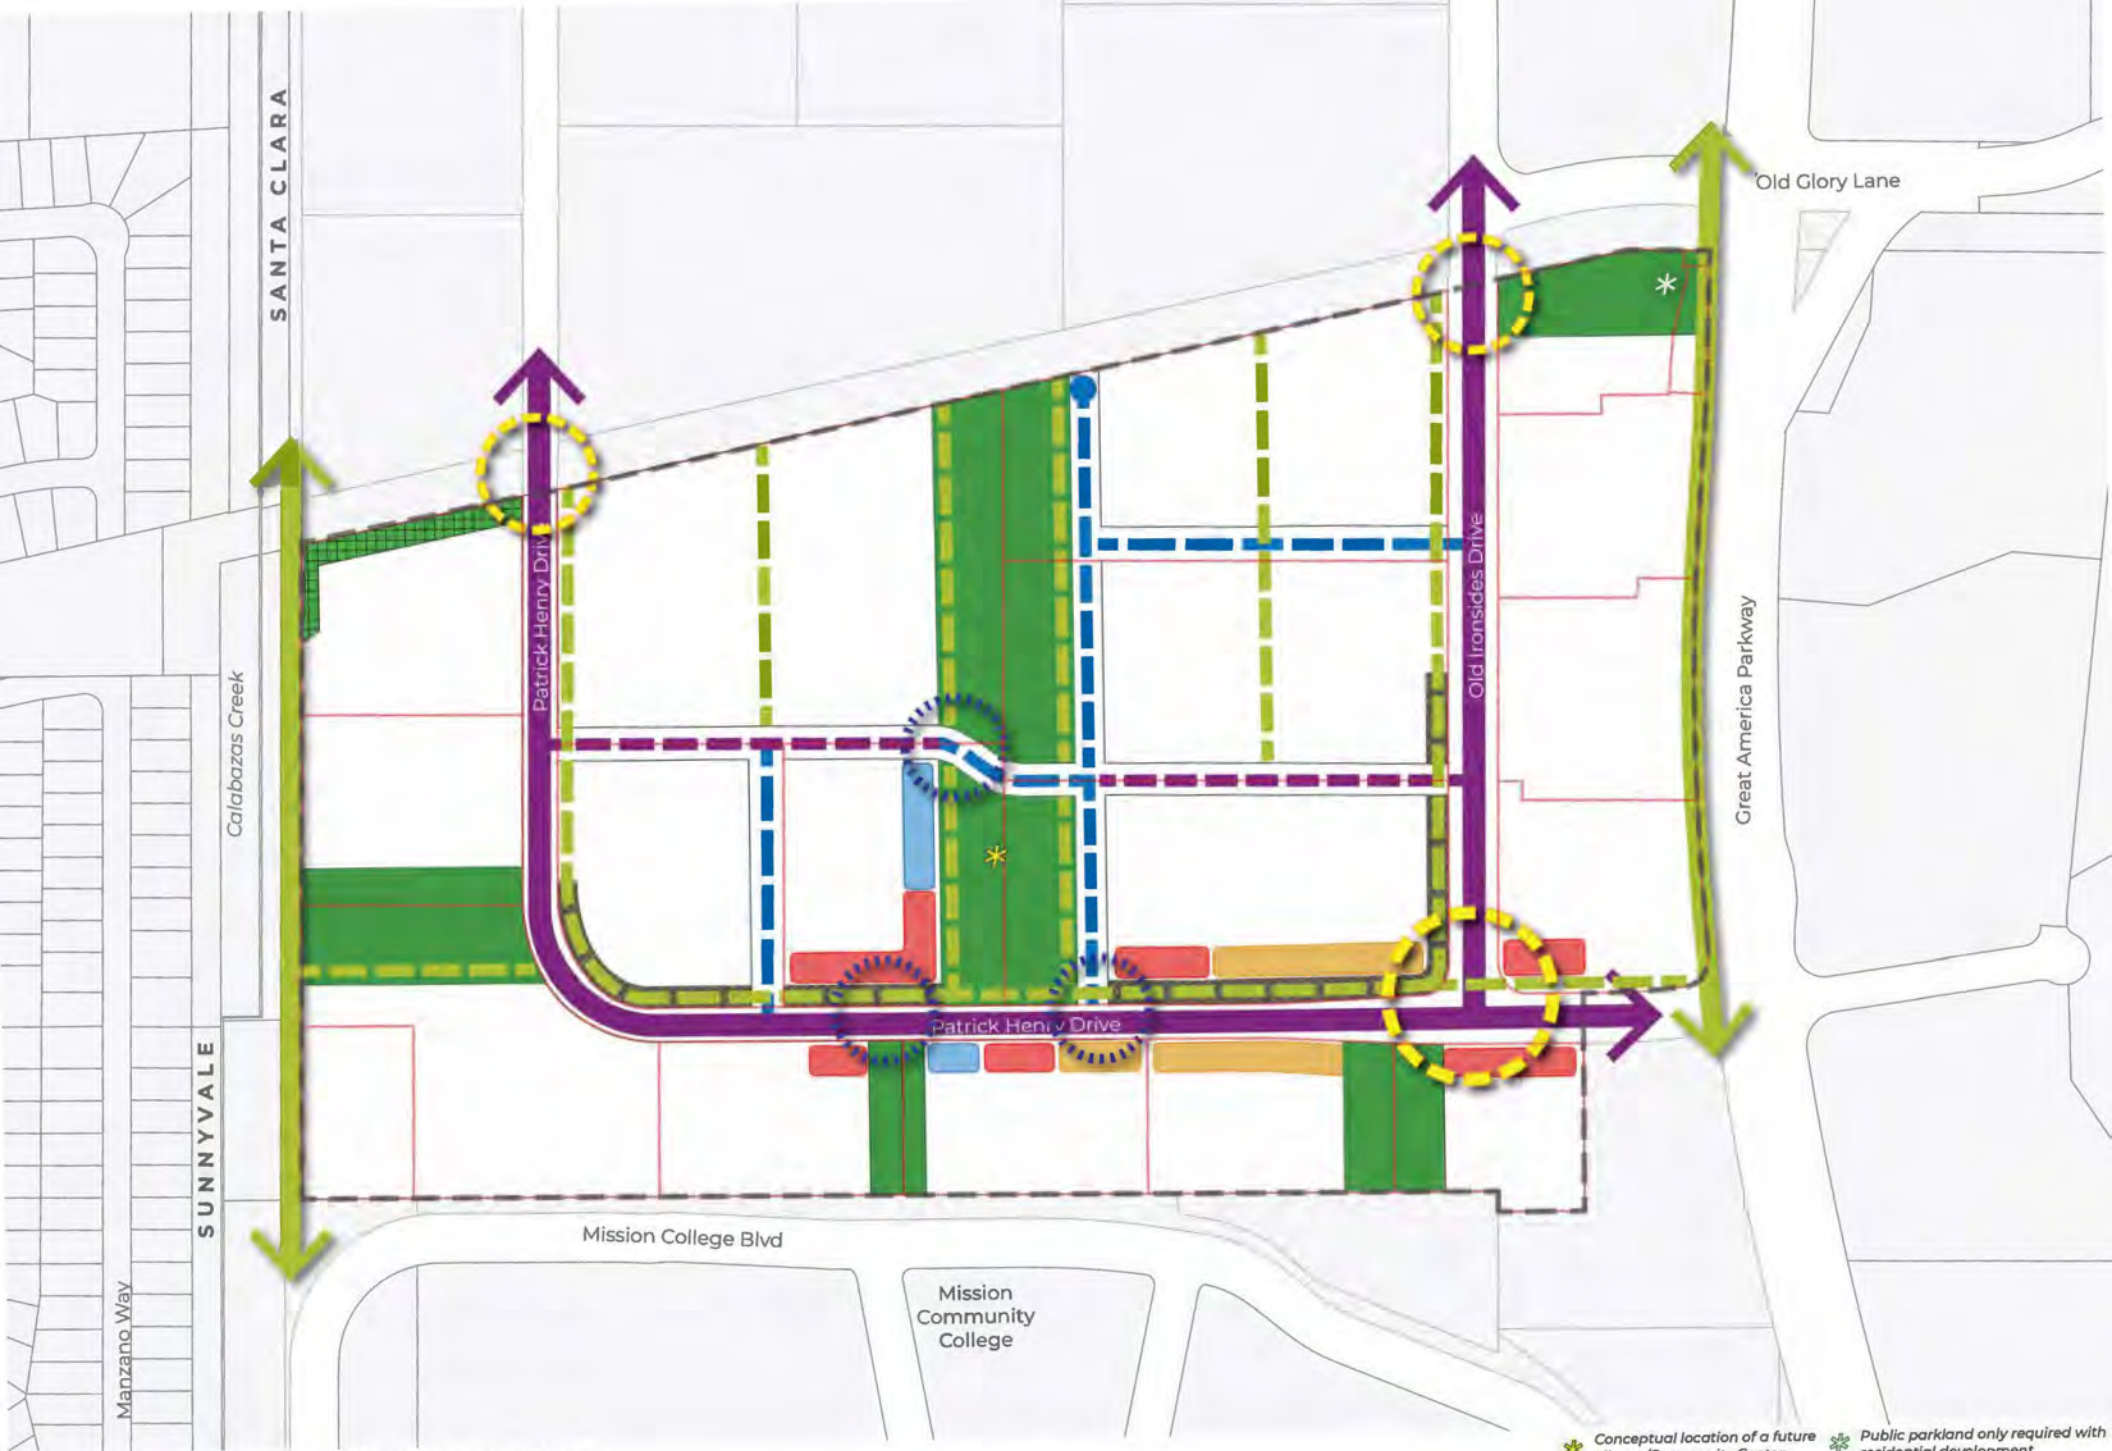 SANTA CLARA
Old Glory Lane
Patrick Henry Drive
Old Ironsides Drive
Great America Parkway
Calabazas Creek
Patrick Henry Drive
SUNNYVALE
Mission College Blvd
Manzano Way
Mission
Community
College
Conceptual location of a future
Public parkland only required with